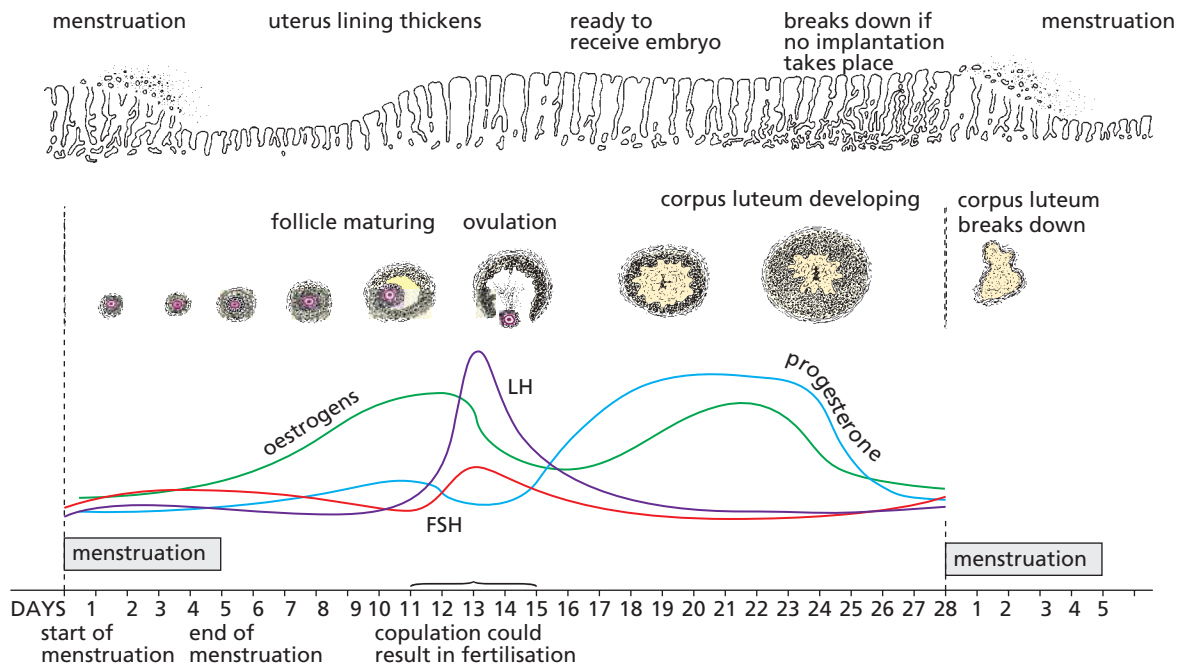 menstruation
uterus lining thickens
ready to
receive embryo
breaks down if
no implantation
takes place
menstruation
follicle maturing
ovulation
corpus luteum developing
corpus luteum
breaks down
oestrogens
LH
progesterone
FSH
menstruation
menstruation
DAYS 1 2 3 4 5 6 7 8 9 10 11 12 13 14 15 16 17 18 19 20 21 22 23 24 25 26 27 28 1 2 3 4 5
start of
menstruation
end of
menstruation
copulation could
result in fertilisation